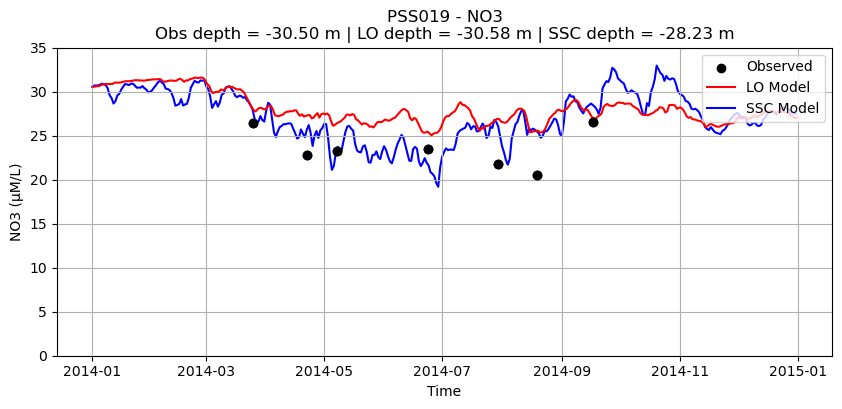 PSS019 - NO3
Obs depth = -30.50 m | LO depth = -30.58 m | SSC depth = -28.23 m
NO3 (μM/L)
35
30
25
20
15
10
5
0
Observed
LO Model
SSC Model
2014-01
2014-03
2014-05
2014-07
2014-09
2014-11
2015-01
Time